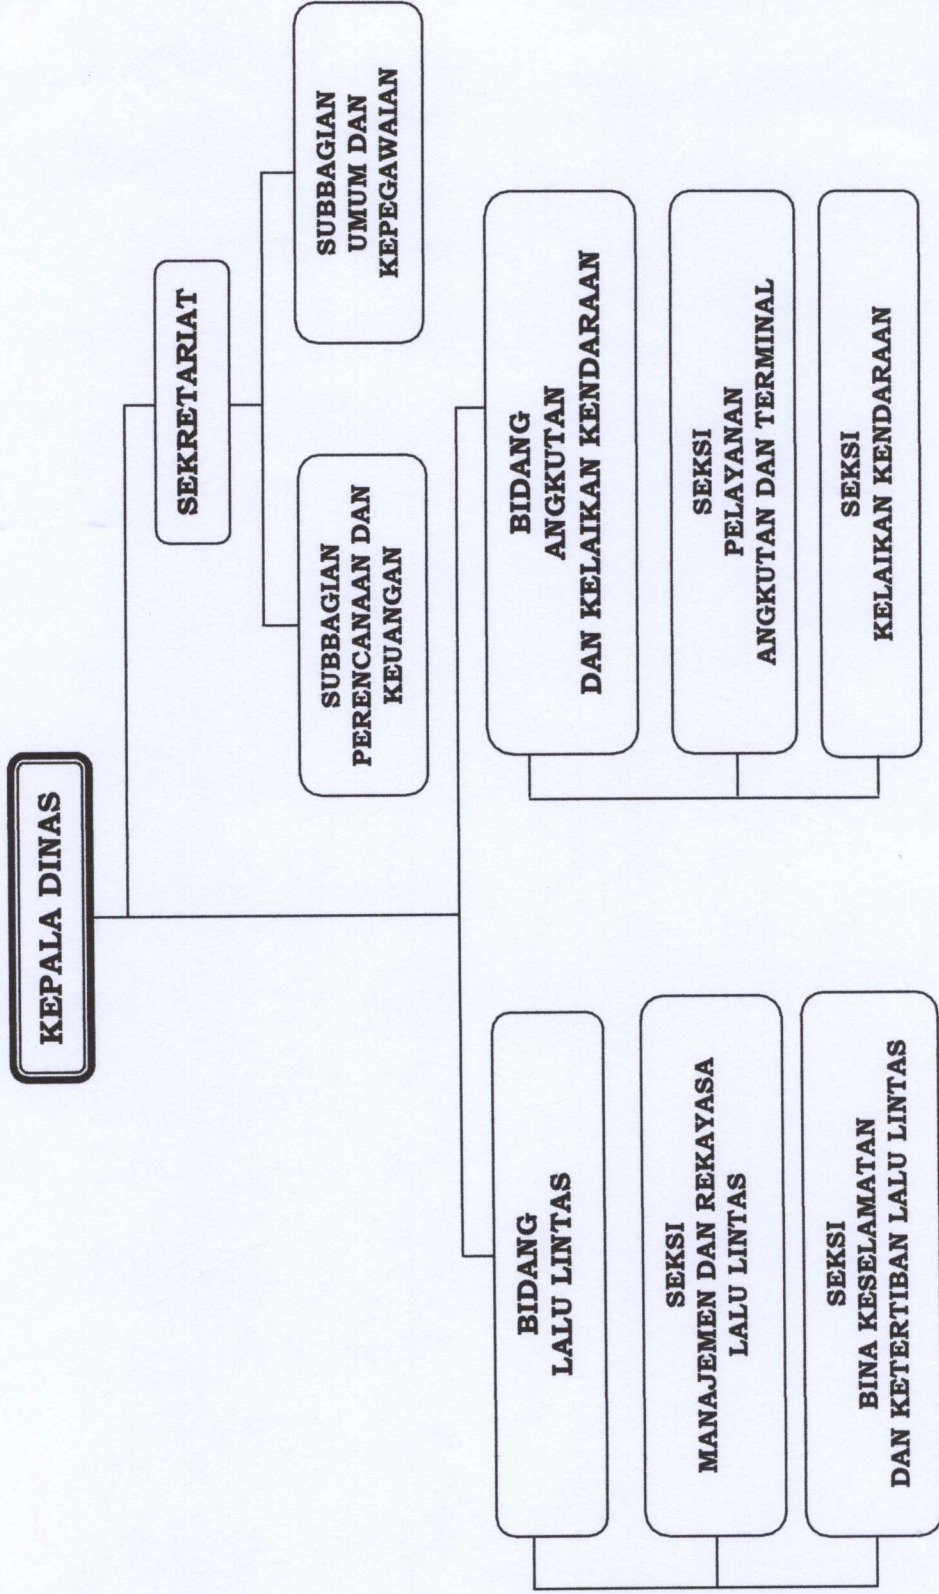 KEPALA DINAS
SEKRETARIAT
SUBBAGIAN
PERENCANAAN DAN
KEUANGAN
SUBBAGIAN
UMUM DAN
KEPEGAWAIAN
BIDANG
LALU LINTAS
SEKSI
MANAJEMEN DAN REKAYASA
LALU LINTAS
SEKSI
BINA KESELAMATAN
DAN KETERTIBAN LALU LINTAS
BIDANG
ANGKUTAN
DAN KELAIKAN KENDARAAN
SEKSI
PELAYANAN
ANGKUTAN DAN TERMINAL
SEKSI
KELAIKAN KENDARAAN